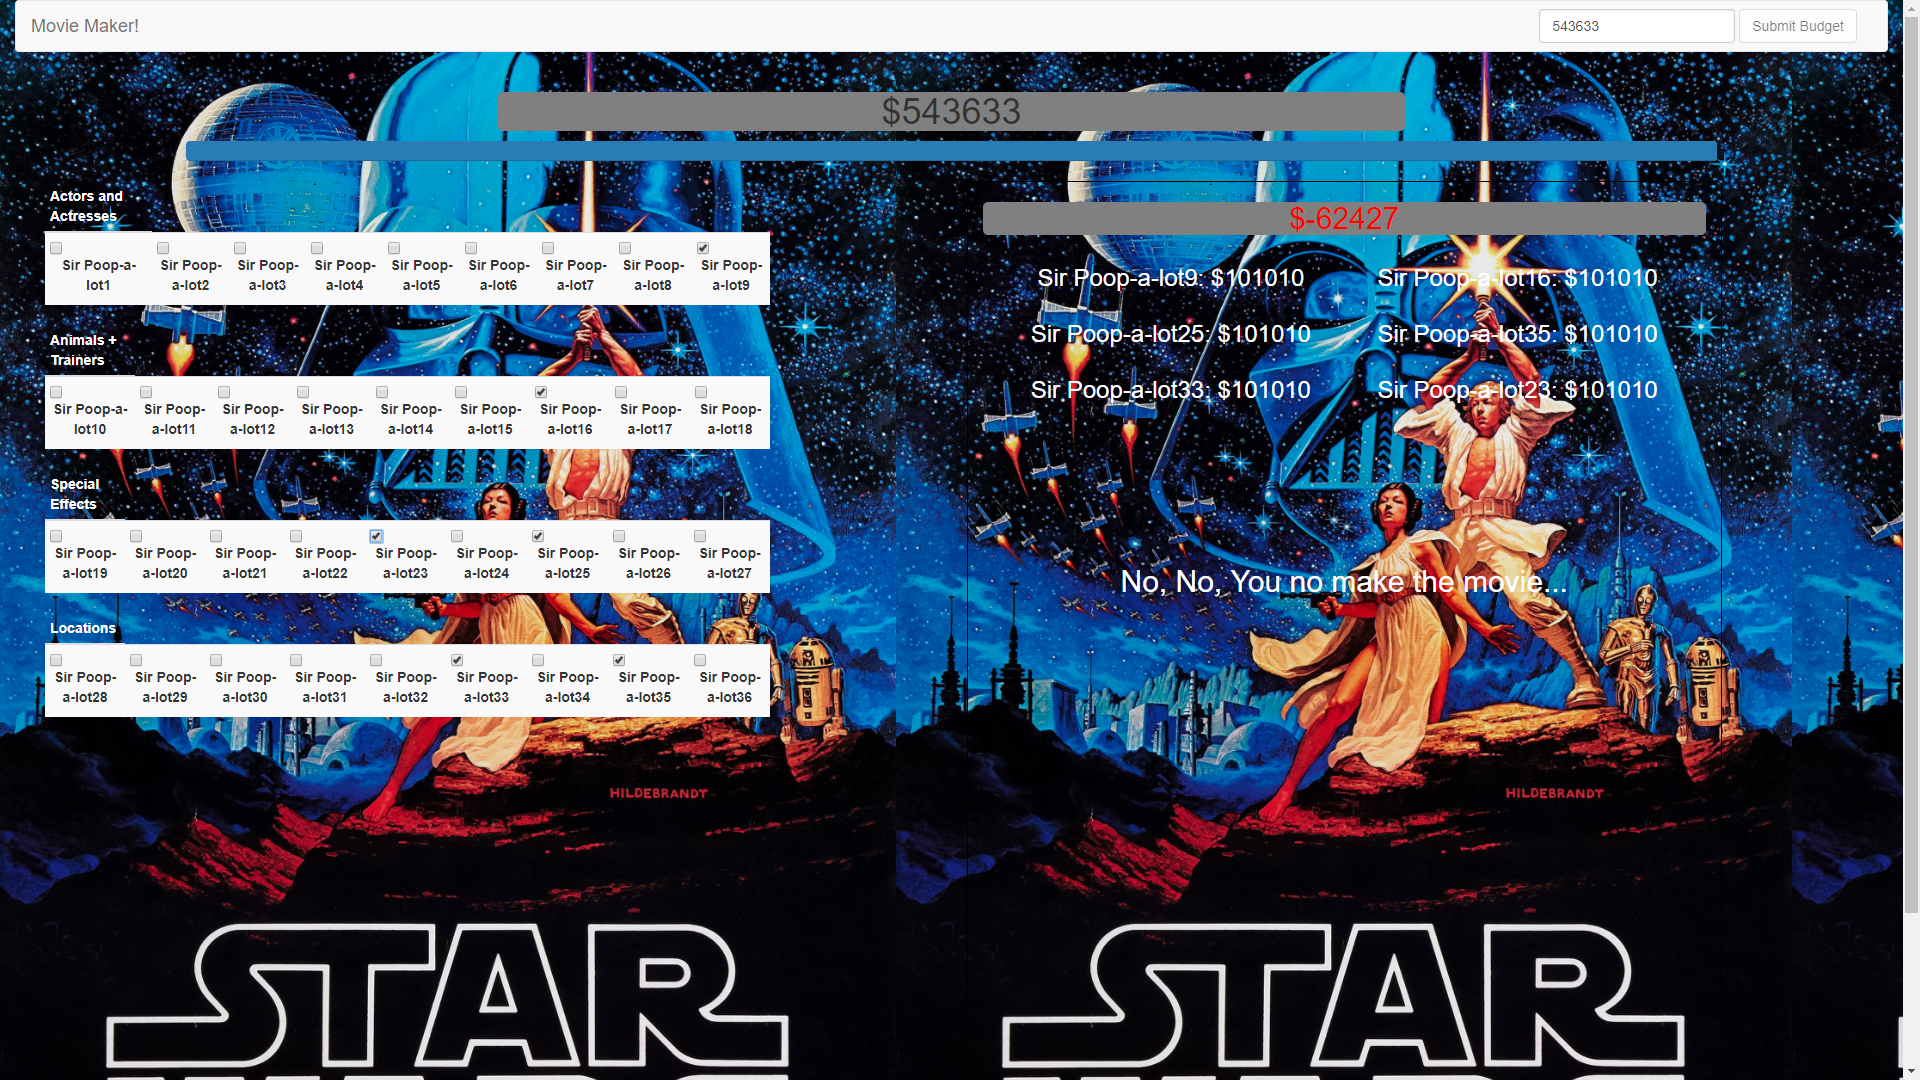 Movie Maker!
543633
Submit Budget
$543633
Actors and
Actresses
Sir Poop-a-lot1
Sir Poop-a-lot2
Sir Poop-a-lot3
Sir Poop-a-lot4
Sir Poop-a-lot5
Sir Poop-a-lot6
Sir Poop-a-lot7
Sir Poop-a-lot8
Sir Poop-a-lot9
Animals +
Trainers
Sir Poop-a-lot10
Sir Poop-a-lot11
Sir Poop-a-lot12
Sir Poop-a-lot13
Sir Poop-a-lot14
Sir Poop-a-lot15
Sir Poop-a-lot16
Sir Poop-a-lot17
Sir Poop-a-lot18
Special
Effects
Sir Poop-a-lot19
Sir Poop-a-lot20
Sir Poop-a-lot21
Sir Poop-a-lot22
Sir Poop-a-lot23
Sir Poop-a-lot24
Sir Poop-a-lot25
Sir Poop-a-lot26
Sir Poop-a-lot27
Locations
Sir Poop-a-lot28
Sir Poop-a-lot29
Sir Poop-a-lot30
Sir Poop-a-lot31
Sir Poop-a-lot32
Sir Poop-a-lot33
Sir Poop-a-lot34
Sir Poop-a-lot35
Sir Poop-a-lot36
$-62427
Sir Poop-a-lot9: $101010
Sir Poop-a-lot16: $101010
Sir Poop-a-lot25: $101010
Sir Poop-a-lot35: $101010
Sir Poop-a-lot33: $101010
Sir Poop-a-lot23: $101010
No, No, You no make the movie...
HILDEBRANDT
HILDEBRANDT
STAR
STAR